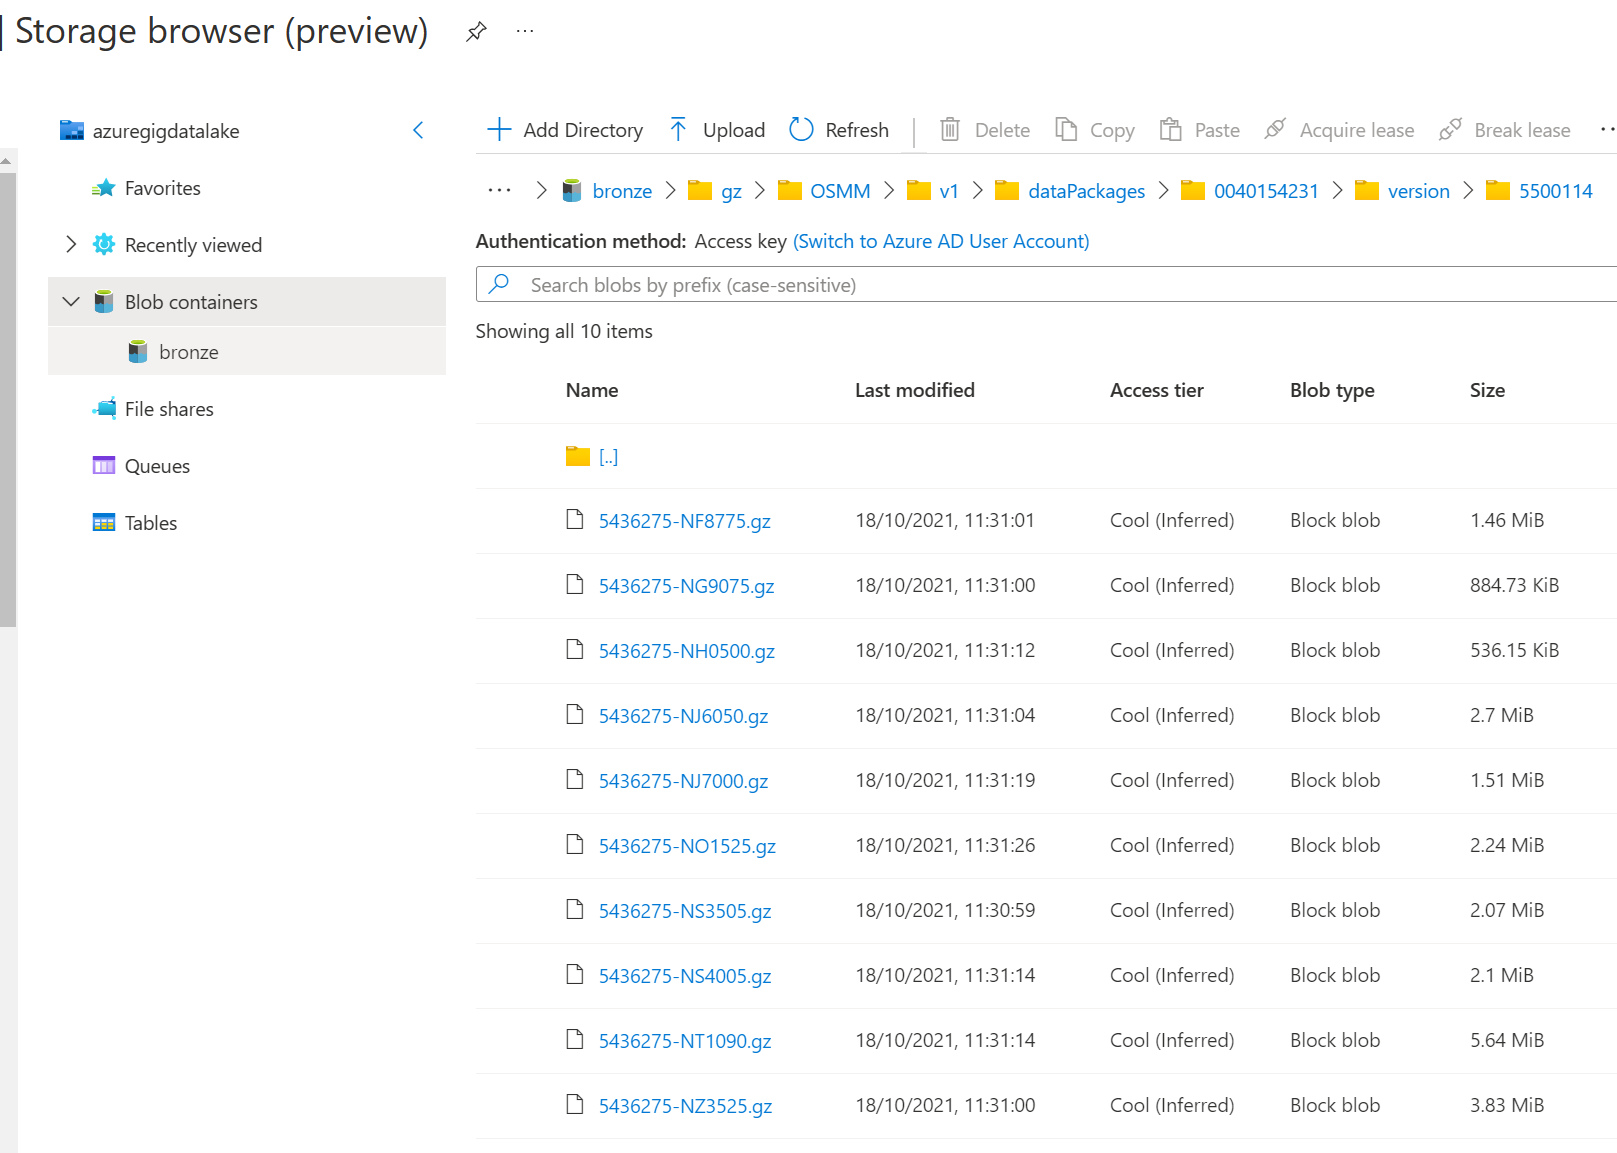 Storage browser (preview)
azuregigdatalake
Favorites
Recently viewed
Blob containers
bronze
File shares
Queues
Tables
Add Directory Upload Refresh Delete Copy Paste Acquire lease Break lease
bronze gz OSMM v1 dataPackages 0040154231 version 5500114
Authentication method: Access key (Switch to Azure AD User Account)
Search blobs by prefix (case-sensitive)
Showing all 10 items
Name Last modified Access tier Blob type Size
[..]
5436275-NF8775.gz 18/10/2021, 11:31:01 Cool (Inferred) Block blob 1.46 MiB
5436275-NG9075.gz 18/10/2021, 11:31:00 Cool (Inferred) Block blob 884.73 KiB
5436275-NH0500.gz 18/10/2021, 11:31:12 Cool (Inferred) Block blob 536.15 KiB
5436275-NJ6050.gz 18/10/2021, 11:31:04 Cool (Inferred) Block blob 2.7 MiB
5436275-NJ7000.gz 18/10/2021, 11:31:19 Cool (Inferred) Block blob 1.51 MiB
5436275-NO1525.gz 18/10/2021, 11:31:26 Cool (Inferred) Block blob 2.24 MiB
5436275-NS3505.gz 18/10/2021, 11:30:59 Cool (Inferred) Block blob 2.07 MiB
5436275-NS4005.gz 18/10/2021, 11:31:14 Cool (Inferred) Block blob 2.1 MiB
5436275-NT1090.gz 18/10/2021, 11:31:14 Cool (Inferred) Block blob 5.64 MiB
5436275-NZ3525.gz 18/10/2021, 11:31:00 Cool (Inferred) Block blob 3.83 MiB